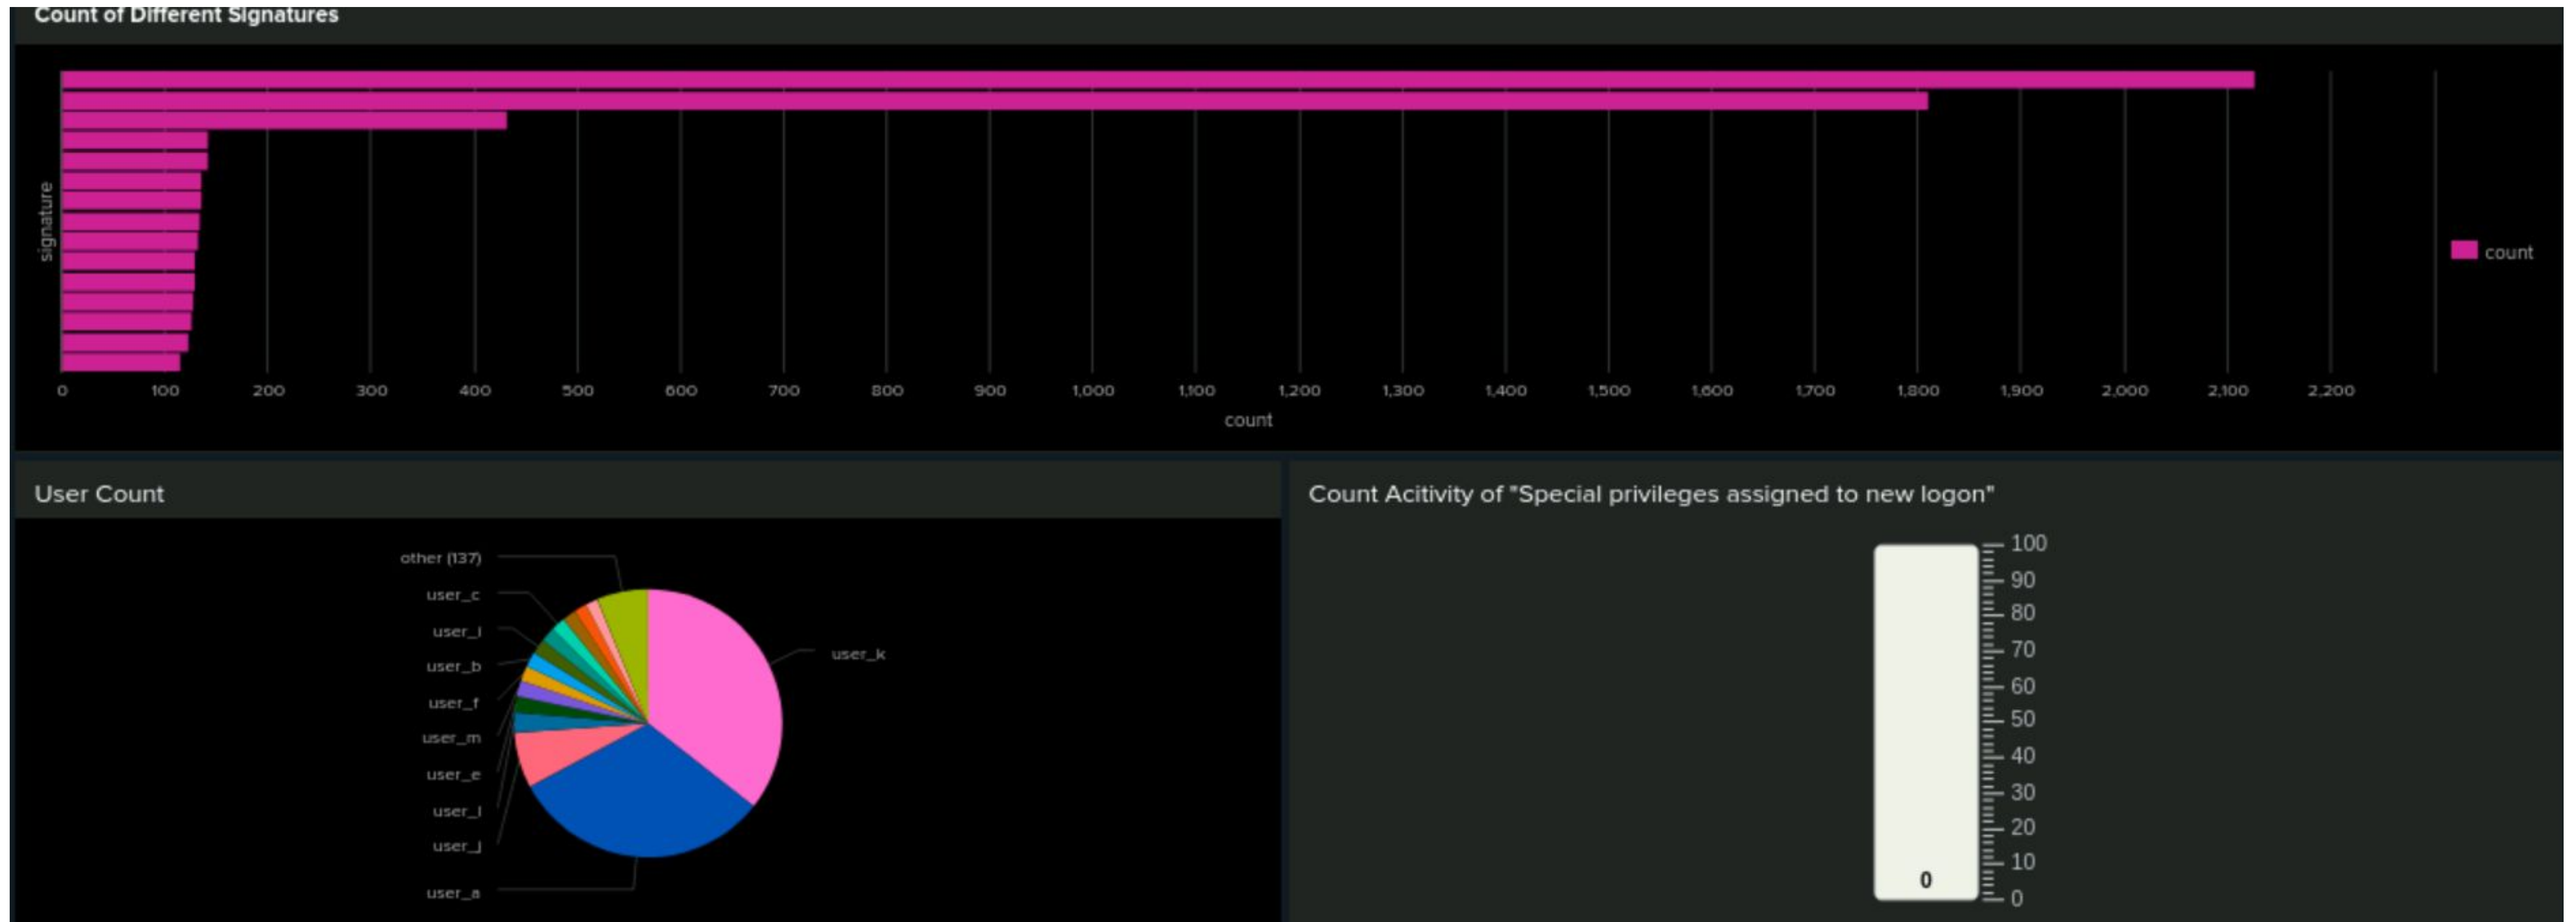 Count of Different Signatures
signature
0 100 200 300 400 500 600 700 800 900 1,000 1,100 1,200 1,300 1,400 1,500 1,600 1,700 1,800 1,900 2,000 2,100 2,200
count
count
User Count
other (137)
user_c
user_i
user_b
user_f
user_m
user_e
user_l
user_j
user_a
user_k
Count Acitivity of "Special privileges assigned to new logon"
100
90
80
70
60
50
40
30
20
10
0
0